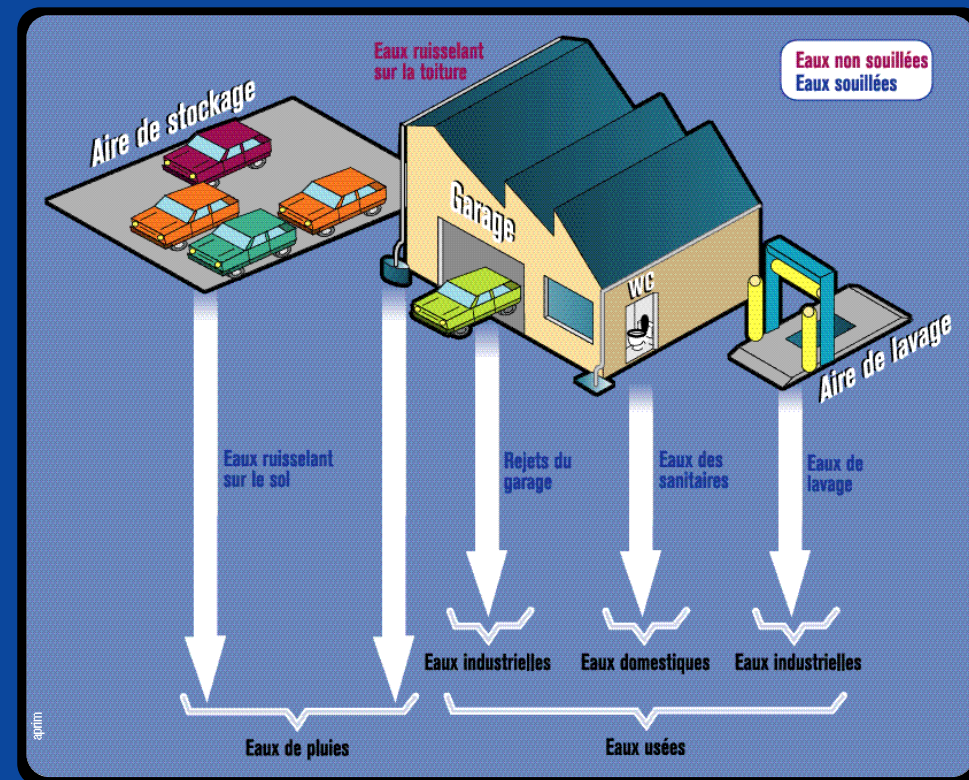 Eaux ruisselant
sur la toiture
Eaux non souillées
Eaux souillées
Aire de stockage
Garage
WC
Aire de lavage
Eaux ruisselant
sur le sol
Rejets du
garage
Eaux des
sanitaires
Eaux de
lavage
Eaux industrielles
Eaux domestiques
Eaux industrielles
Eaux de pluies
Eaux usées
aprim